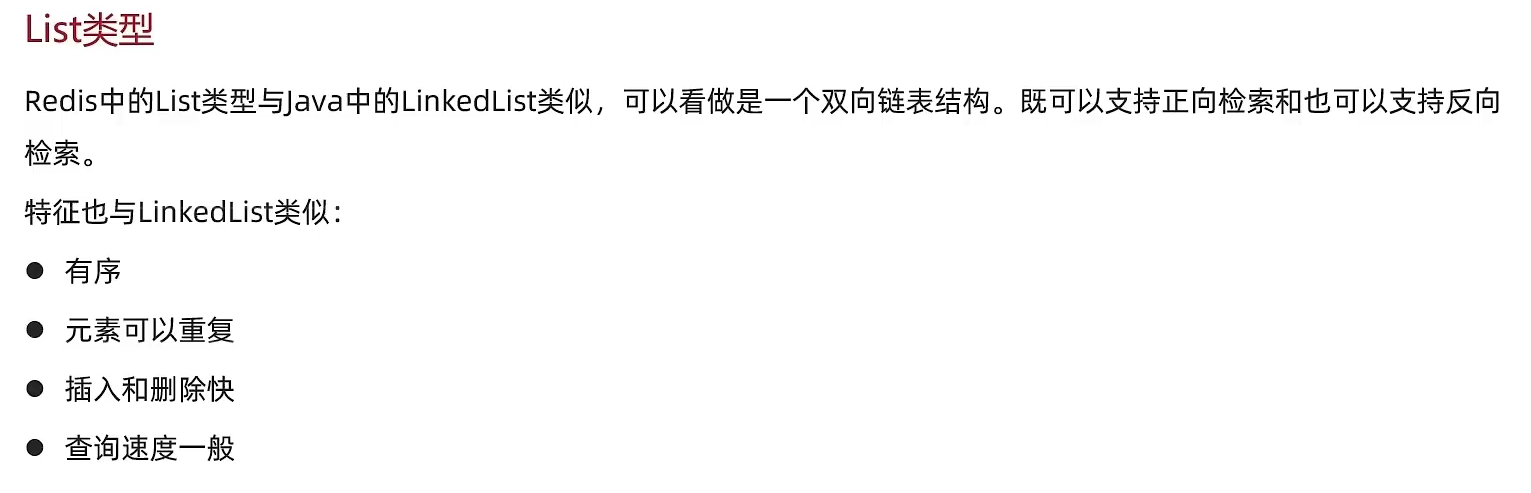 List类型
Redis中的List类型与Java中的LinkedList类似，可以看做是一个双向链表结构。既可以支持正向检索和也可以支持反向
检索。
特征也与LinkedList类似：
● 有序
● 元素可以重复
● 插入和删除快
● 查询速度一般